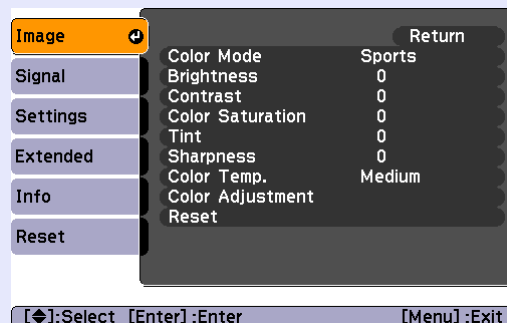 Image
Signal
Settings
Extended
Info
Reset
Return
Color Mode Sports
Brightness 0
Contrast 0
Color Saturation 0
Tint 0
Sharpness 0
Color Temp. Medium
Color Adjustment
Reset
[◆]:Select [Enter] :Enter [Menu] :Exit